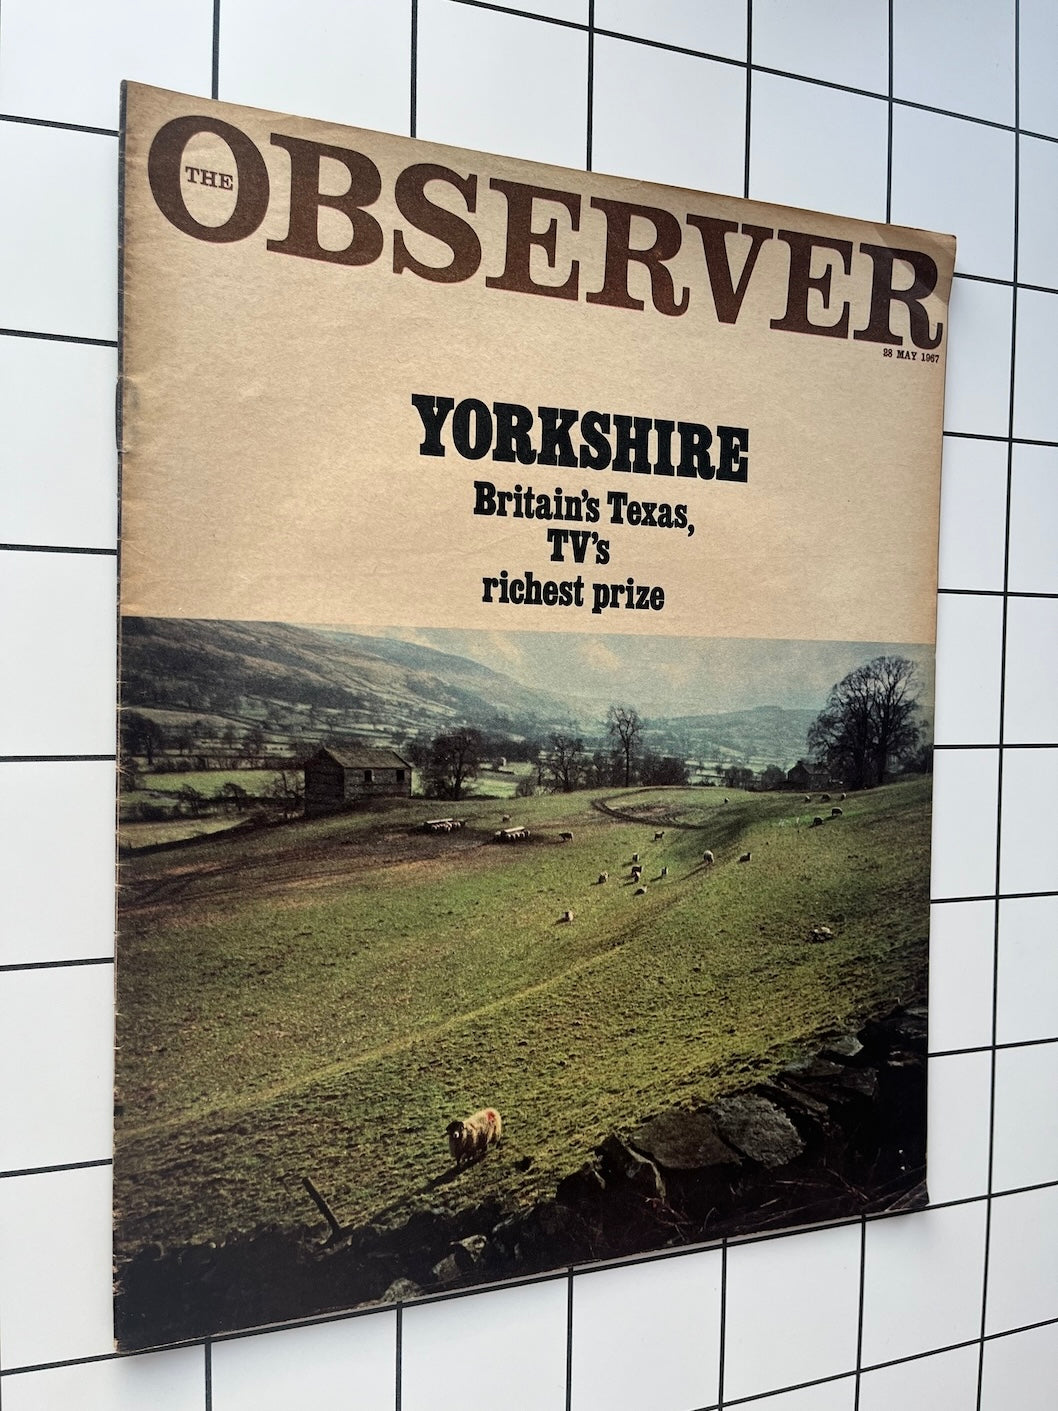 THE OBSERVER
28 MAY 1967
YORKSHIRE
Britain's Texas,
TV's
richest prize